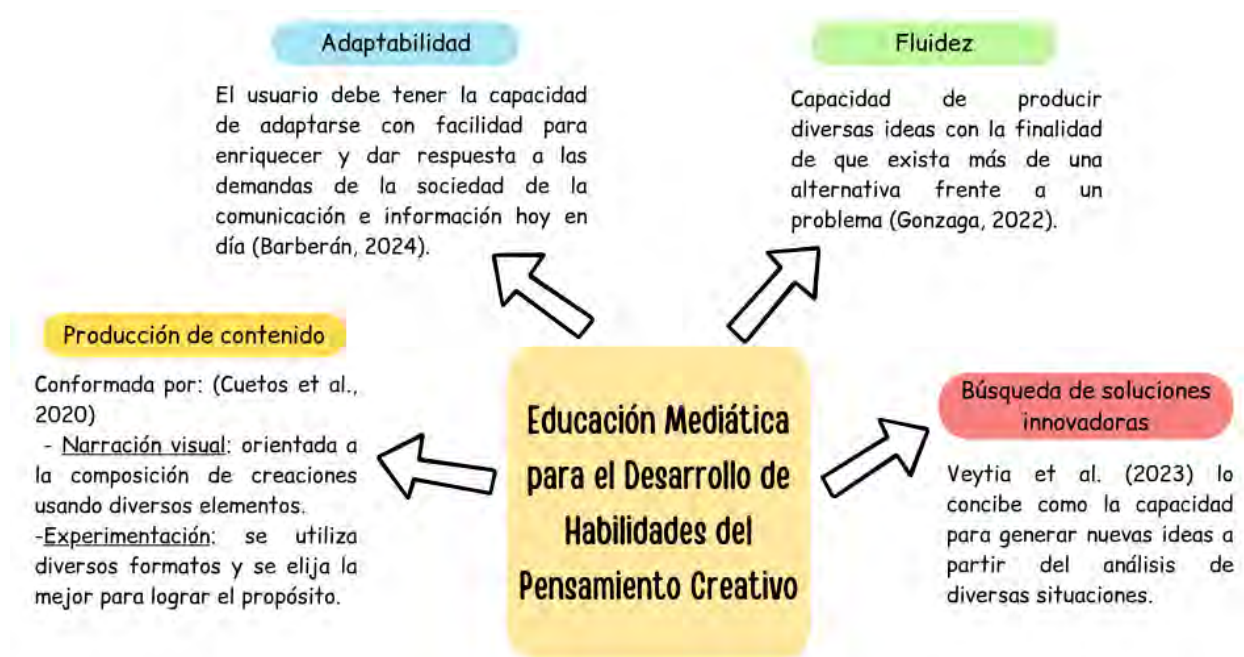 Adaptabilidad
El usuario debe tener la capacidad
de adaptarse con facilidad para
enriquecer y dar respuesta a las
demandas de la sociedad de la
comunicación e información hoy en
día (Barberán, 2024).
Fluidez
Capacidad de producir
diversas ideas con la finalidad
de que exista más de una
alternativa frente a un
problema (Gonzaga, 2022).
Producción de contenido
Conformada por: (Cuetos et al.,
2020)
- Narración visual: orientada a
la composición de creaciones
usando diversos elementos.
-Experimentación: se utiliza
diversos formatos y se elija la
mejor para lograr el propósito.
Educación Mediática
para el Desarrollo de
Habilidades del
Pensamiento Creativo
Búsqueda de soluciones
innovadoras
Veytia et al. (2023) lo
concibe como la capacidad
para generar nuevas ideas a
partir del análisis de
diversas situaciones.